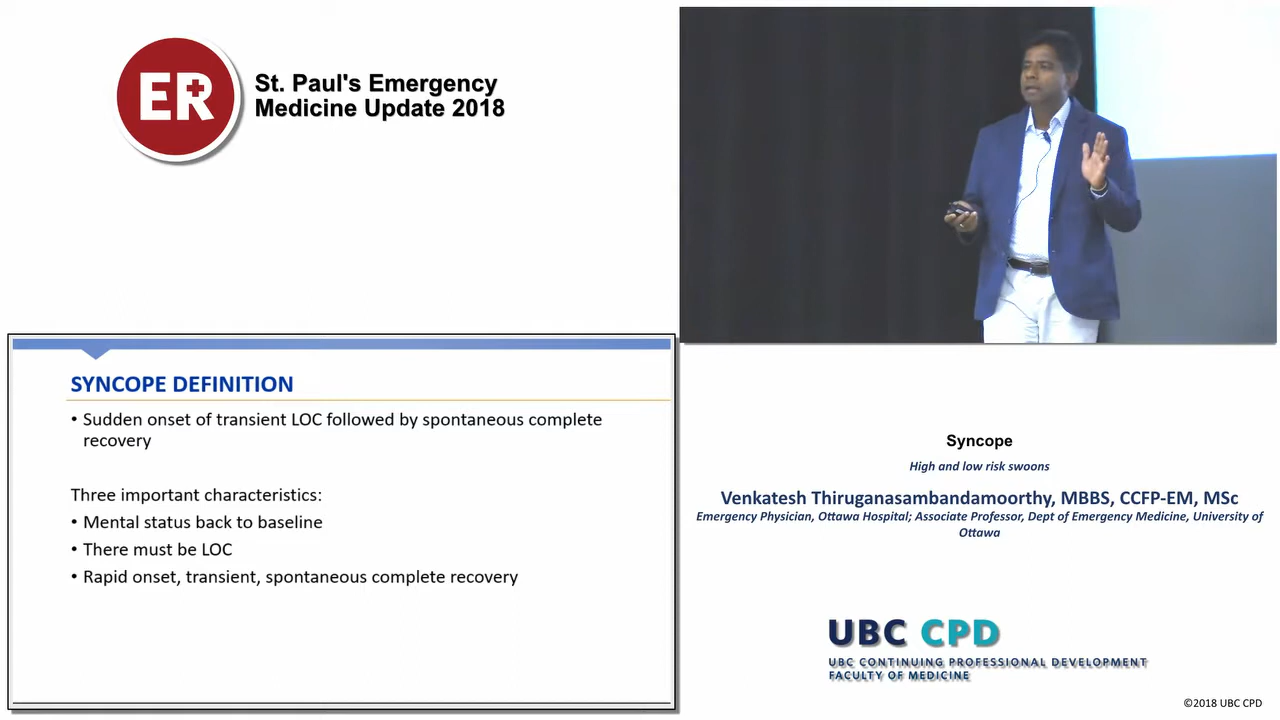 ER
St. Paul's Emergency
Medicine Update 2018
SYNCOPE DEFINITION
• Sudden onset of transient LOC followed by spontaneous complete
recovery
Three important characteristics:
• Mental status back to baseline
• There must be LOC
• Rapid onset, transient, spontaneous complete recovery
Syncope
High and low risk swoons
Venkatesh Thiruganasambandamoorthy, MBBS, CCFP-EM, MSc
Emergency Physician, Ottawa Hospital; Associate Professor, Dept of Emergency Medicine, University of
Ottawa
UBC CPD
UBC CONTINUING PROFESSIONAL DEVELOPMENT
FACULTY OF MEDICINE
©2018 UBC CPD